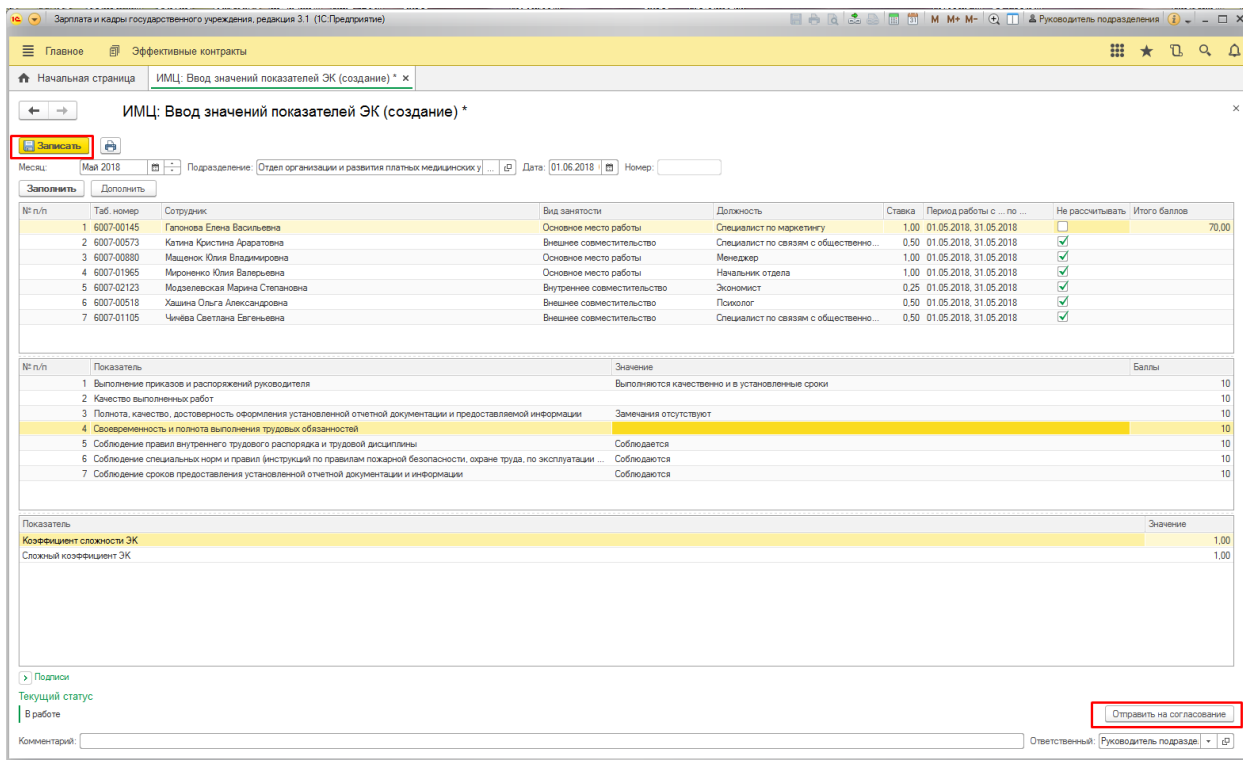 Зарплата и кадры государственного учреждения, редакция 3.1 (1С:Предприятие) M M+ M- Руководитель подразделения
Главное Эффективные контракты
Начальная страница ИМЦ: Ввод значений показателей ЭК (создание) * ×
ИМЦ: Ввод значений показателей ЭК (создание) *
Записать
Месяц: Май 2018 Подразделение: Отдел организации и развития платных медицинских у ... Дата: 01.06.2018 Номер:
Заполнить Дополнить
№ п/п Таб. номер Сотрудник Вид занятости Должность Ставка Период работы с ... по ... Не рассчитывать Итого баллов
1 6007-00145 Гапонова Елена Васильевна Основное место работы Специалист по маркетингу 1,00 01.05.2018, 31.05.2018 70,00
2 6007-00573 Катина Кристина Араратовна Внешнее совместительство Специалист по связям с общественно... 0,50 01.05.2018, 31.05.2018
3 6007-00880 Мащенок Юлия Владимировна Основное место работы Менеджер 1,00 01.05.2018, 31.05.2018
4 6007-01965 Мироненко Юлия Валерьевна Основное место работы Начальник отдела 1,00 01.05.2018, 31.05.2018
5 6007-02123 Модзелевская Марина Степановна Внутреннее совместительство Экономист 0,25 01.05.2018, 31.05.2018
6 6007-00518 Хашина Ольга Александровна Внешнее совместительство Психолог 0,50 01.05.2018, 31.05.2018
7 6007-01105 Чичёва Светлана Евгеньевна Внешнее совместительство Специалист по связям с общественно... 0,50 01.05.2018, 31.05.2018
№ п/п Показатель Значение Баллы
1 Выполнение приказов и распоряжений руководителя Выполняются качественно и в установленные сроки 10
2 Качество выполненных работ 10
3 Полнота, качество, достоверность оформления установленной отчетной документации и предоставляемой информации Замечания отсутствуют 10
4 Своевременность и полнота выполнения трудовых обязанностей 10
5 Соблюдение правил внутреннего трудового распорядка и трудовой дисциплины Соблюдается 10
6 Соблюдение специальных норм и правил (инструкций по правилам пожарной безопасности, охране труда, по эксплуатации ... Соблюдаются 10
7 Соблюдение сроков предоставления установленной отчетной документации и информации Соблюдаются 10
Показатель Значение
Коэффициент сложности ЭК 1,00
Сложный коэффициент ЭК 1,00
Подписи
Текущий статус
В работе Отправить на согласование
Комментарий: Ответственный: Руководитель подразде.